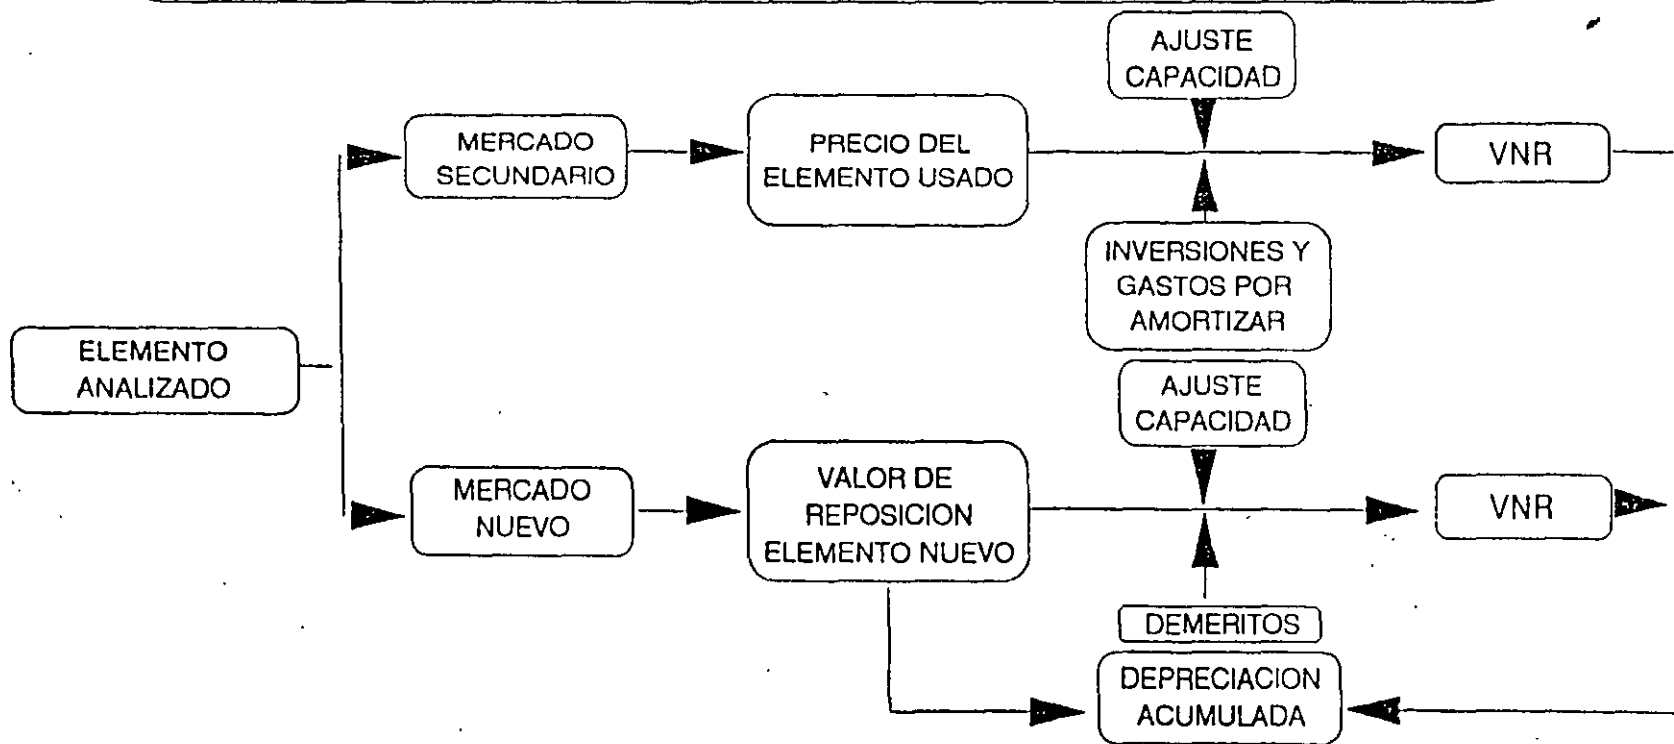 AJUSTE
CAPACIDAD
MERCADO
SECUNDARIO
PRECIO DEL
ELEMENTO USADO
VNR
INVERSIONES Y
GASTOS POR
AMORTIZAR
ELEMENTO
ANALIZADO
AJUSTE
CAPACIDAD
MERCADO
NUEVO
VALOR DE
REPOSICION
ELEMENTO NUEVO
VNR
DEMERITOS
DEPRECIACION
ACUMULADA